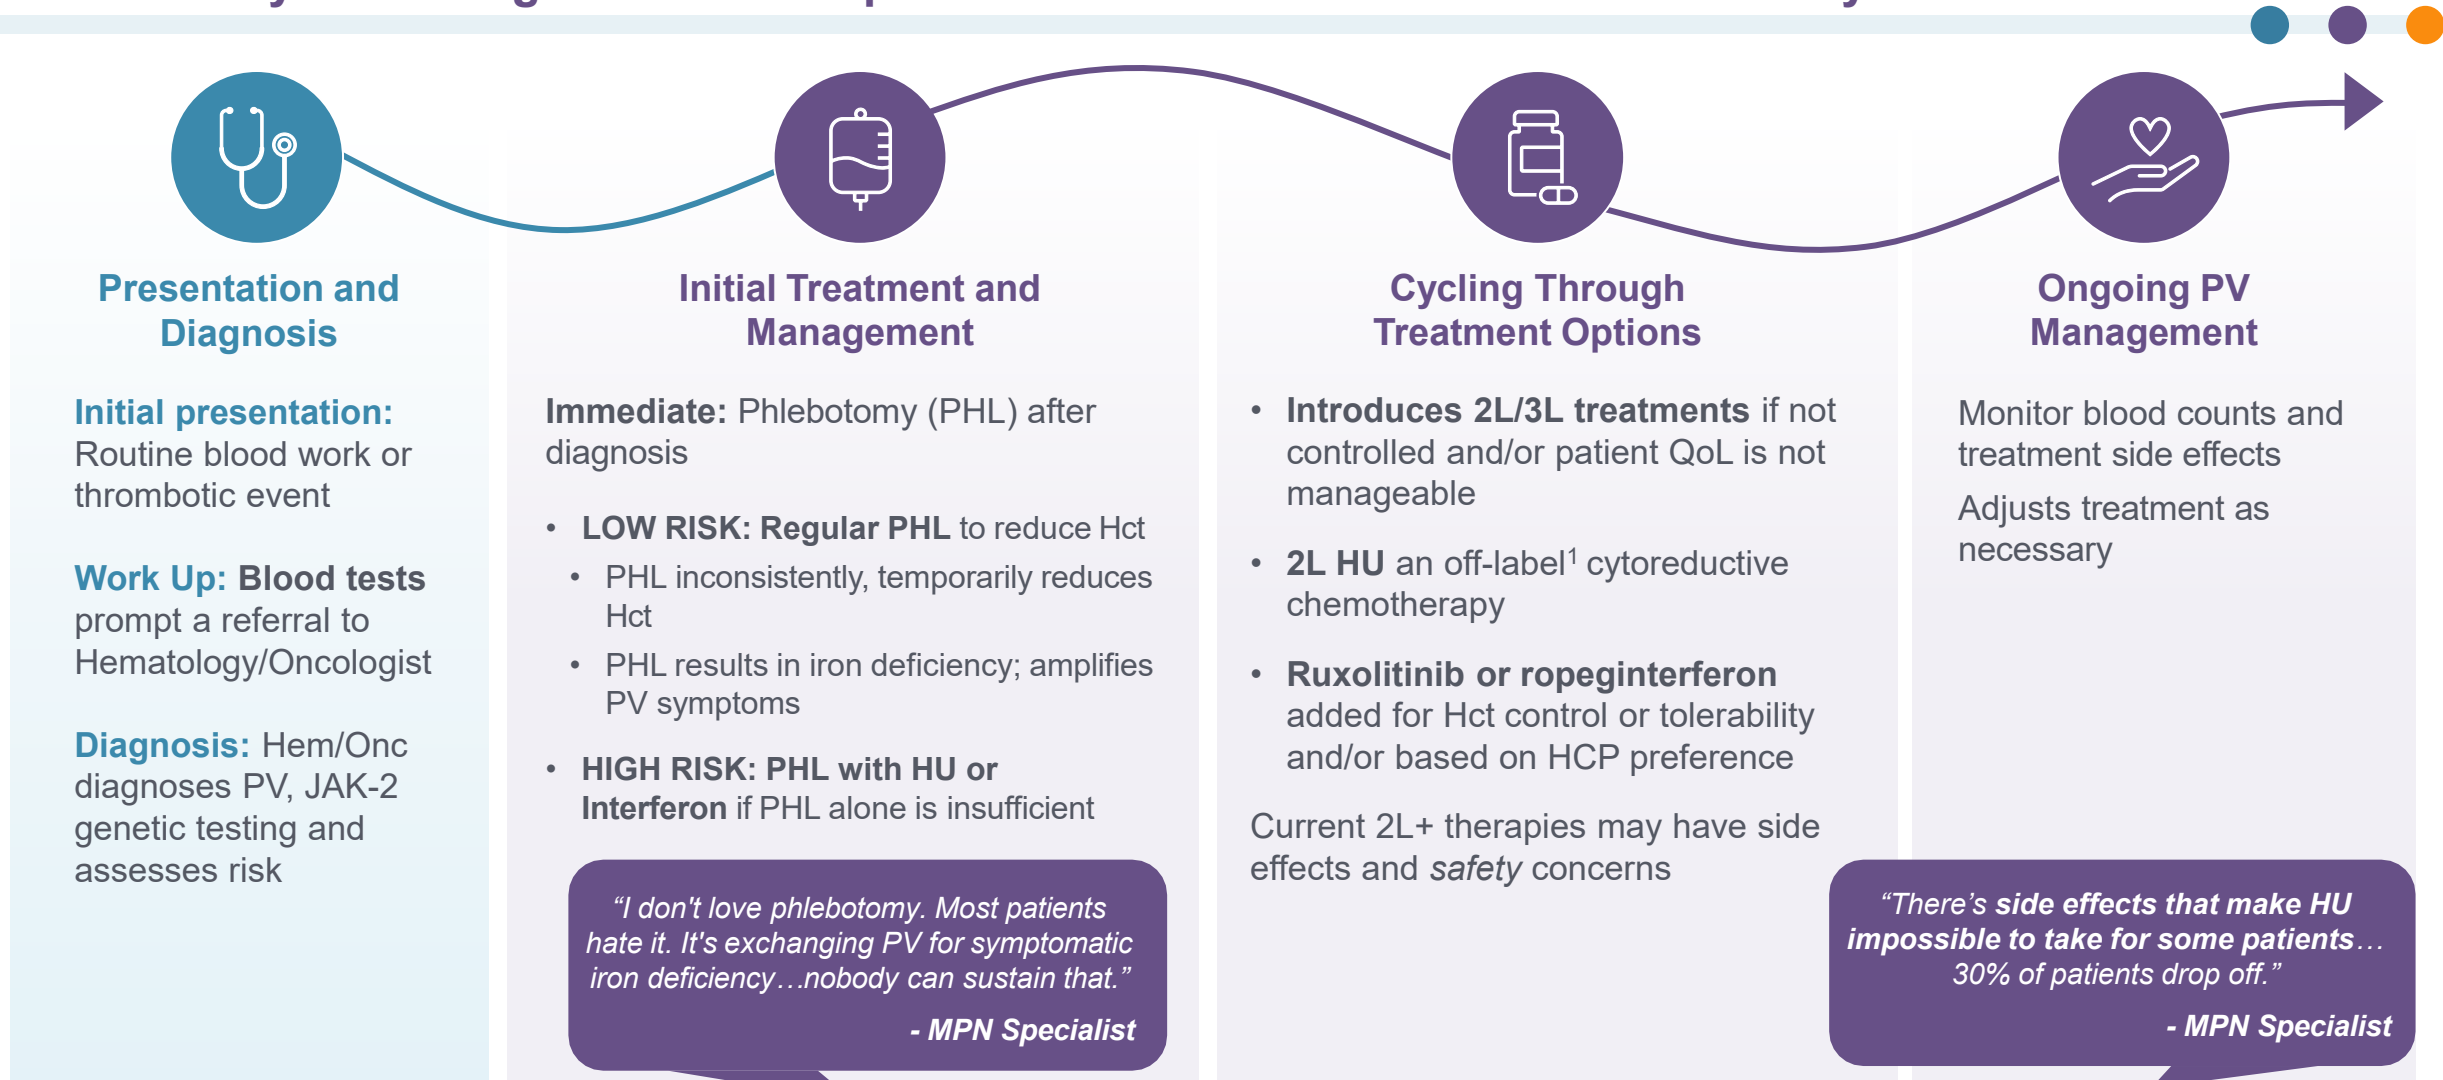 Presentation and
Diagnosis
Initial presentation:
Routine blood work or
thrombotic event
Work Up: Blood tests
prompt a referral to
Hematology/Oncologist
Diagnosis: Hem/Onc
diagnoses PV, JAK-2
genetic testing and
assesses risk
Initial Treatment and
Management
Immediate: Phlebotomy (PHL) after
diagnosis
• LOW RISK: Regular PHL to reduce Hct
• PHL inconsistently, temporarily reduces
Hct
• PHL results in iron deficiency; amplifies
PV symptoms
• HIGH RISK: PHL with HU or
Interferon if PHL alone is insufficient
“I don't love phlebotomy. Most patients
hate it. It's exchanging PV for symptomatic
iron deficiency…nobody can sustain that.”
- MPN Specialist
Cycling Through
Treatment Options
• Introduces 2L/3L treatments if not
controlled and/or patient QoL is not
manageable
• 2L HU an off-label¹ cytoreductive
chemotherapy
• Ruxolitinib or ropeginterferon
added for Hct control or tolerability
and/or based on HCP preference
Current 2L+ therapies may have side
effects and safety concerns
Ongoing PV
Management
Monitor blood counts and
treatment side effects
Adjusts treatment as
necessary
“There’s side effects that make HU
impossible to take for some patients…
30% of patients drop off.”
- MPN Specialist